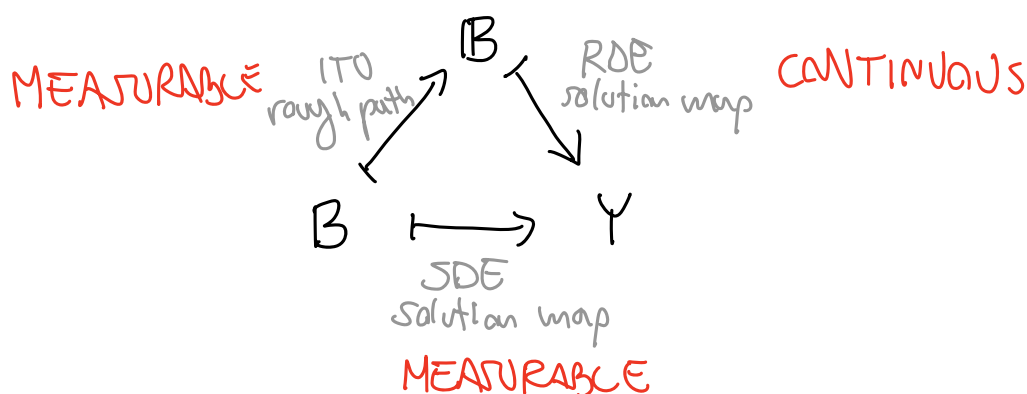 𝔹
MEASURABLE
ITO
rough path
RDE
solution map
CONTINUOUS
B
Y
SDE
solution map
MEASURABLE